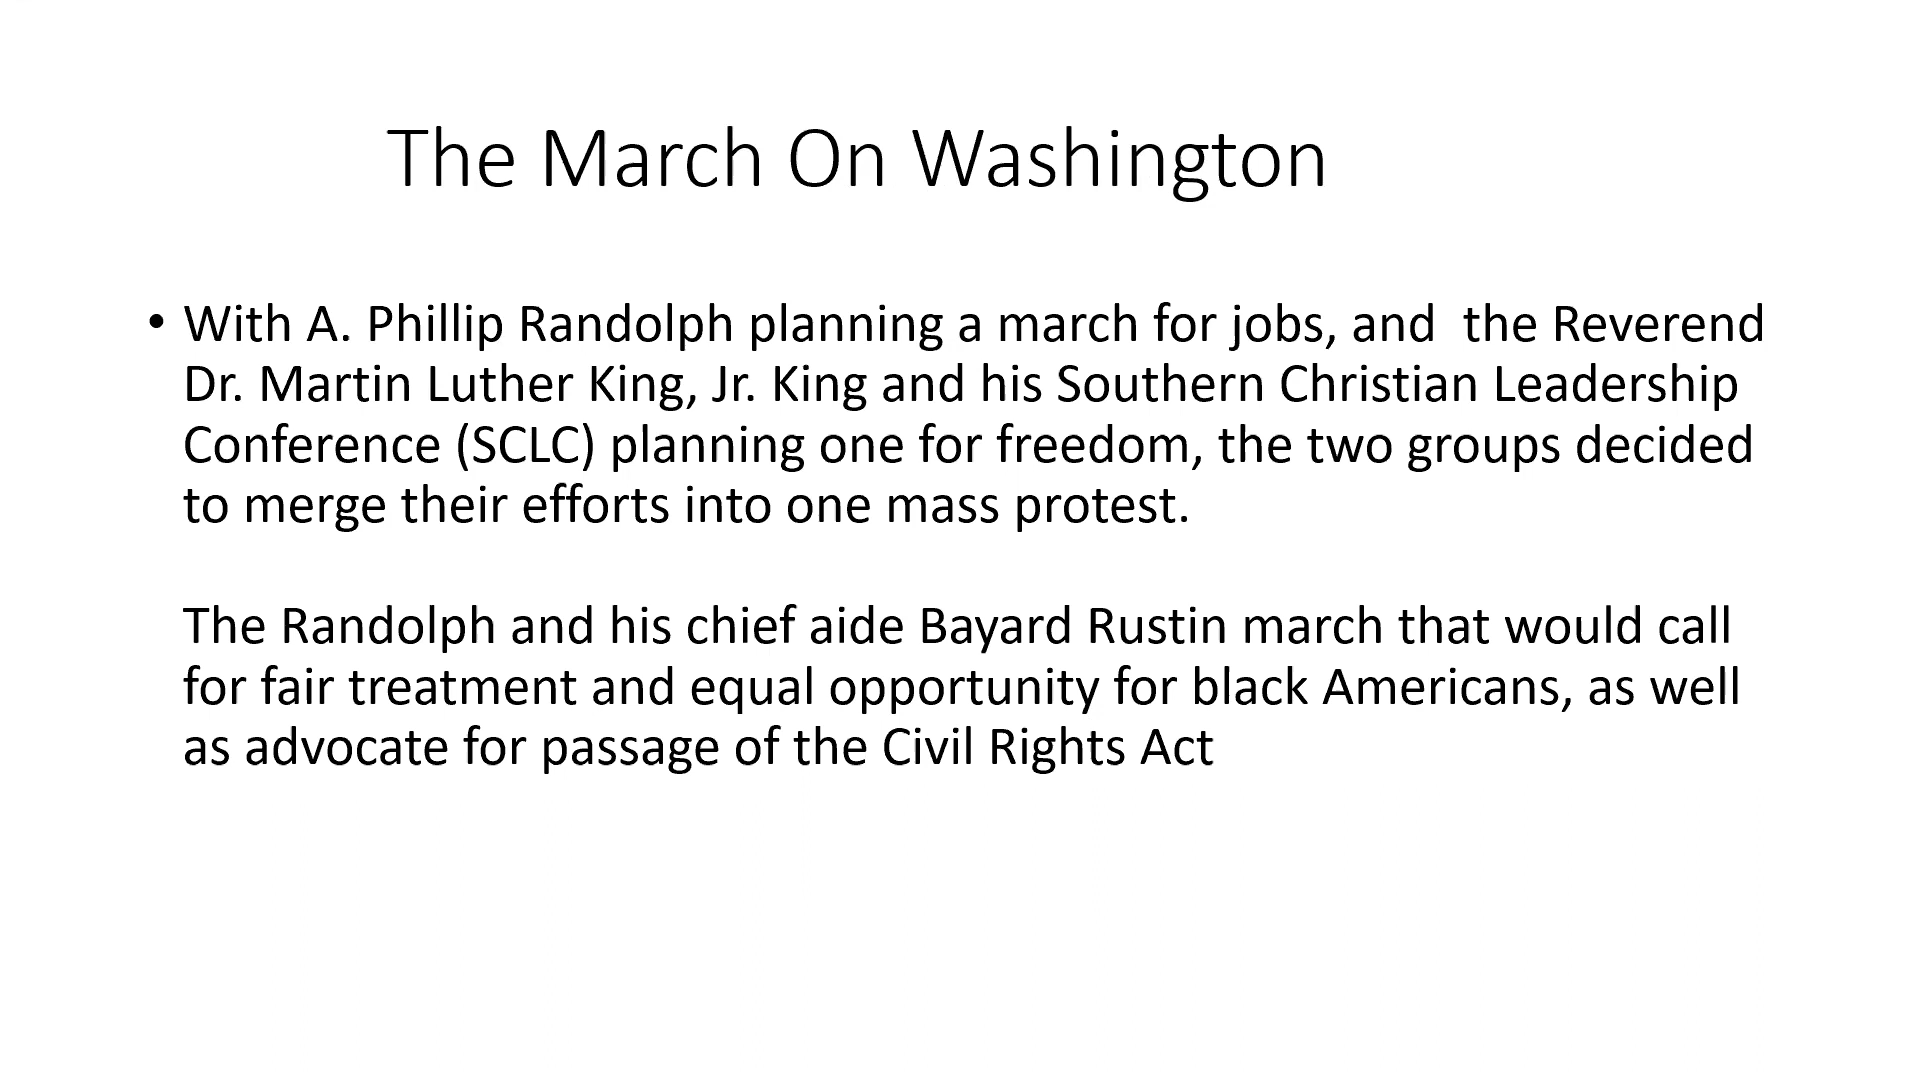 The March On Washington
• With A. Phillip Randolph planning a march for jobs, and  the Reverend
Dr. Martin Luther King, Jr. King and his Southern Christian Leadership
Conference (SCLC) planning one for freedom, the two groups decided
to merge their efforts into one mass protest.
The Randolph and his chief aide Bayard Rustin march that would call
for fair treatment and equal opportunity for black Americans, as well
as advocate for passage of the Civil Rights Act